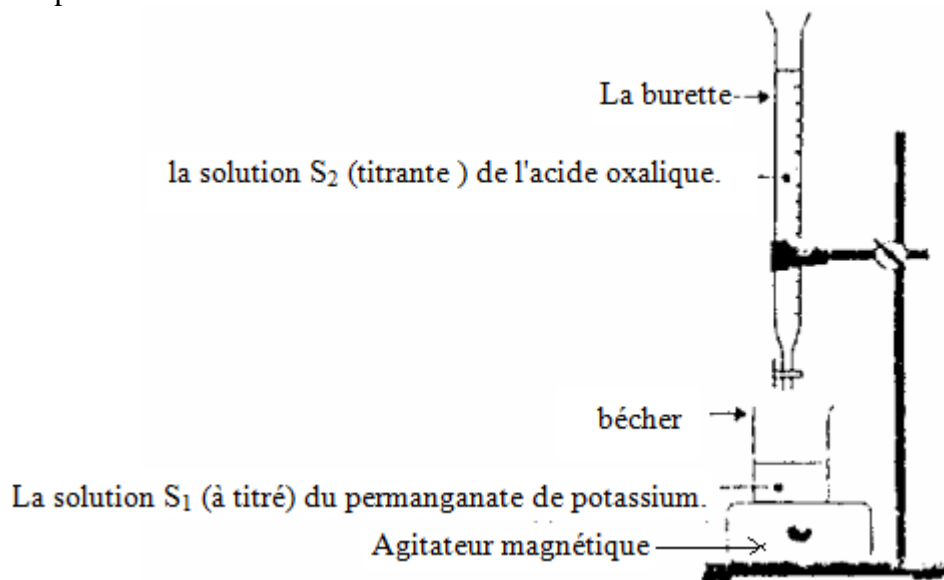 La burette
la solution S₂ (titrante ) de l'acide oxalique.
bécher
La solution S₁ (à titré) du permanganate de potassium.
Agitateur magnétique